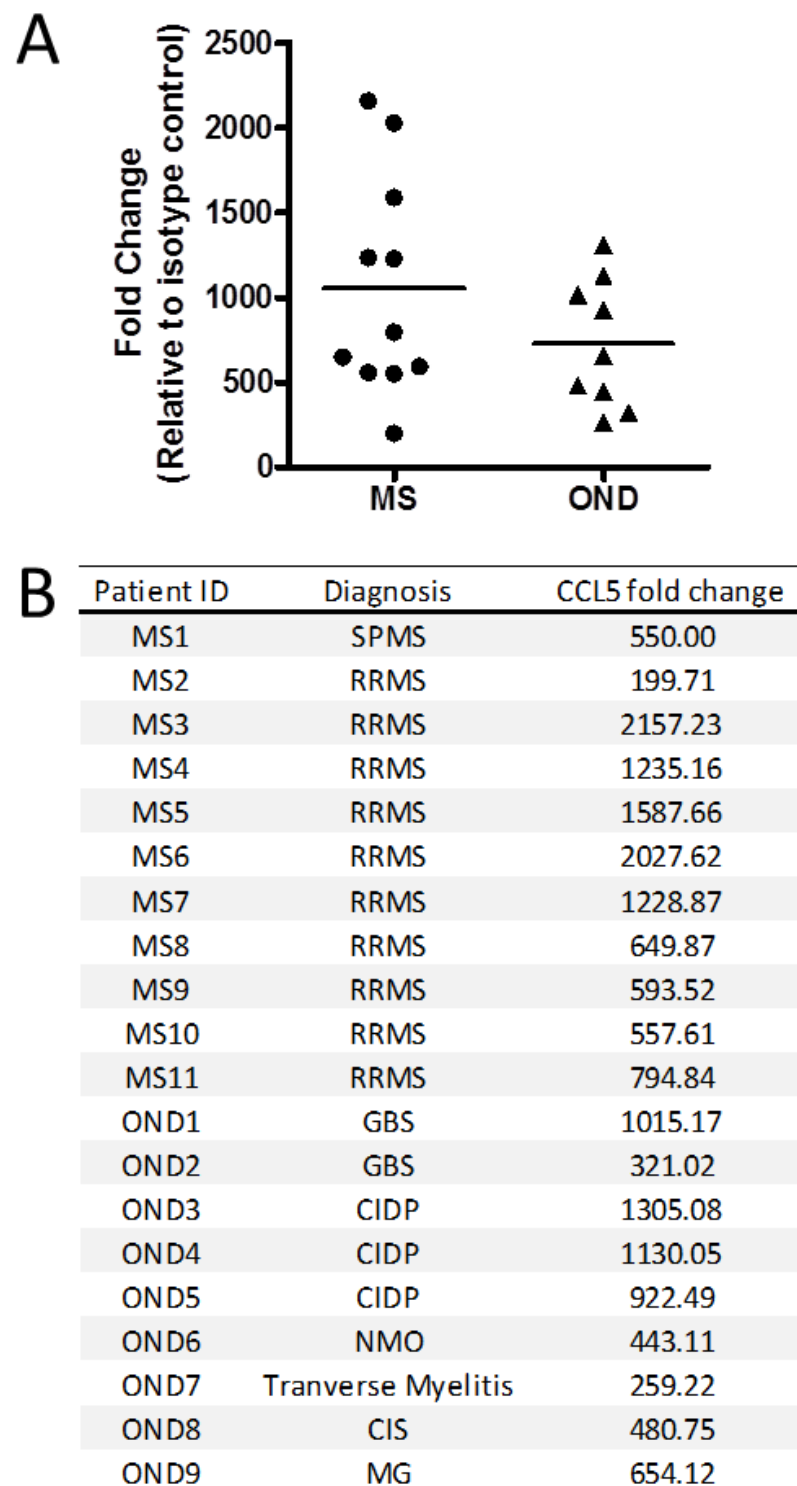 A
Fold Change
(Relative to isotype control)
2500
2000
1500
1000
500
0
MS OND
B
Patient ID Diagnosis CCL5 fold change
MS1 SPMS 550.00
MS2 RRMS 199.71
MS3 RRMS 2157.23
MS4 RRMS 1235.16
MS5 RRMS 1587.66
MS6 RRMS 2027.62
MS7 RRMS 1228.87
MS8 RRMS 649.87
MS9 RRMS 593.52
MS10 RRMS 557.61
MS11 RRMS 794.84
OND1 GBS 1015.17
OND2 GBS 321.02
OND3 CIDP 1305.08
OND4 CIDP 1130.05
OND5 CIDP 922.49
OND6 NMO 443.11
OND7 Tranverse Myelitis 259.22
OND8 CIS 480.75
OND9 MG 654.12